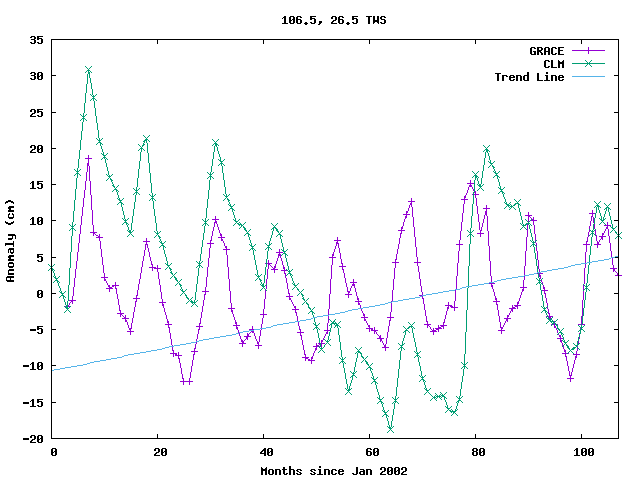 106.5, 26.5 TWS
35
30
25
20
15
10
5
0
-5
-10
-15
-20
Anomaly (cm)
GRACE
CLM
Trend Line
0 20 40 60 80 100
Months since Jan 2002